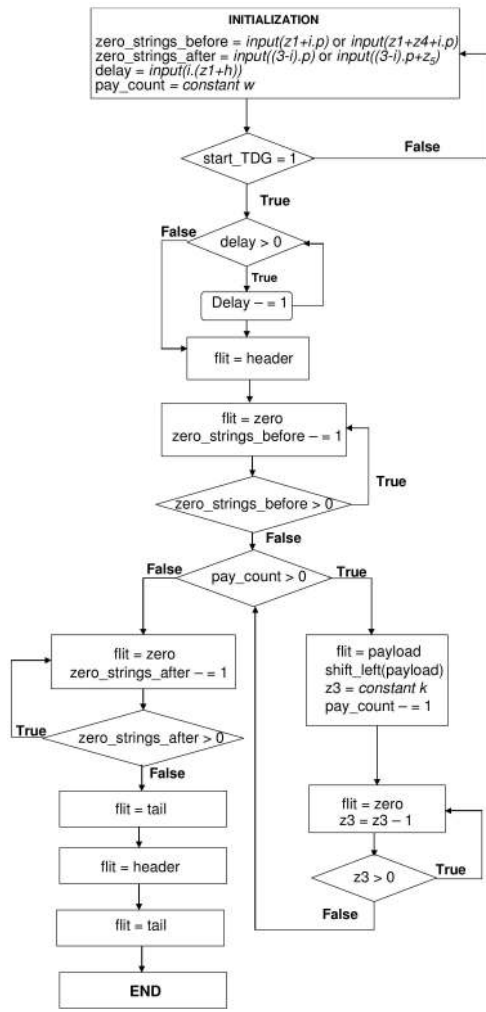 INITIALIZATION
zero_strings_before = input(z1+i.p) or input(z1+z4+i.p)
zero_strings_after = input((3-i).p) or input((3-i).p+z5)
delay = input(i.(z1+h))
pay_count = constant w
start_TDG = 1
False
True
delay > 0
False
True
Delay – = 1
flit = header
flit = zero
zero_strings_before – = 1
True
zero_strings_before > 0
False
False
pay_count > 0
True
flit = zero
zero_strings_after – = 1
flit = payload
shift_left(payload)
z3 = constant k
pay_count – = 1
True
zero_strings_after > 0
False
flit = zero
z3 = z3 – 1
flit = tail
flit = header
z3 > 0
True
False
flit = tail
END